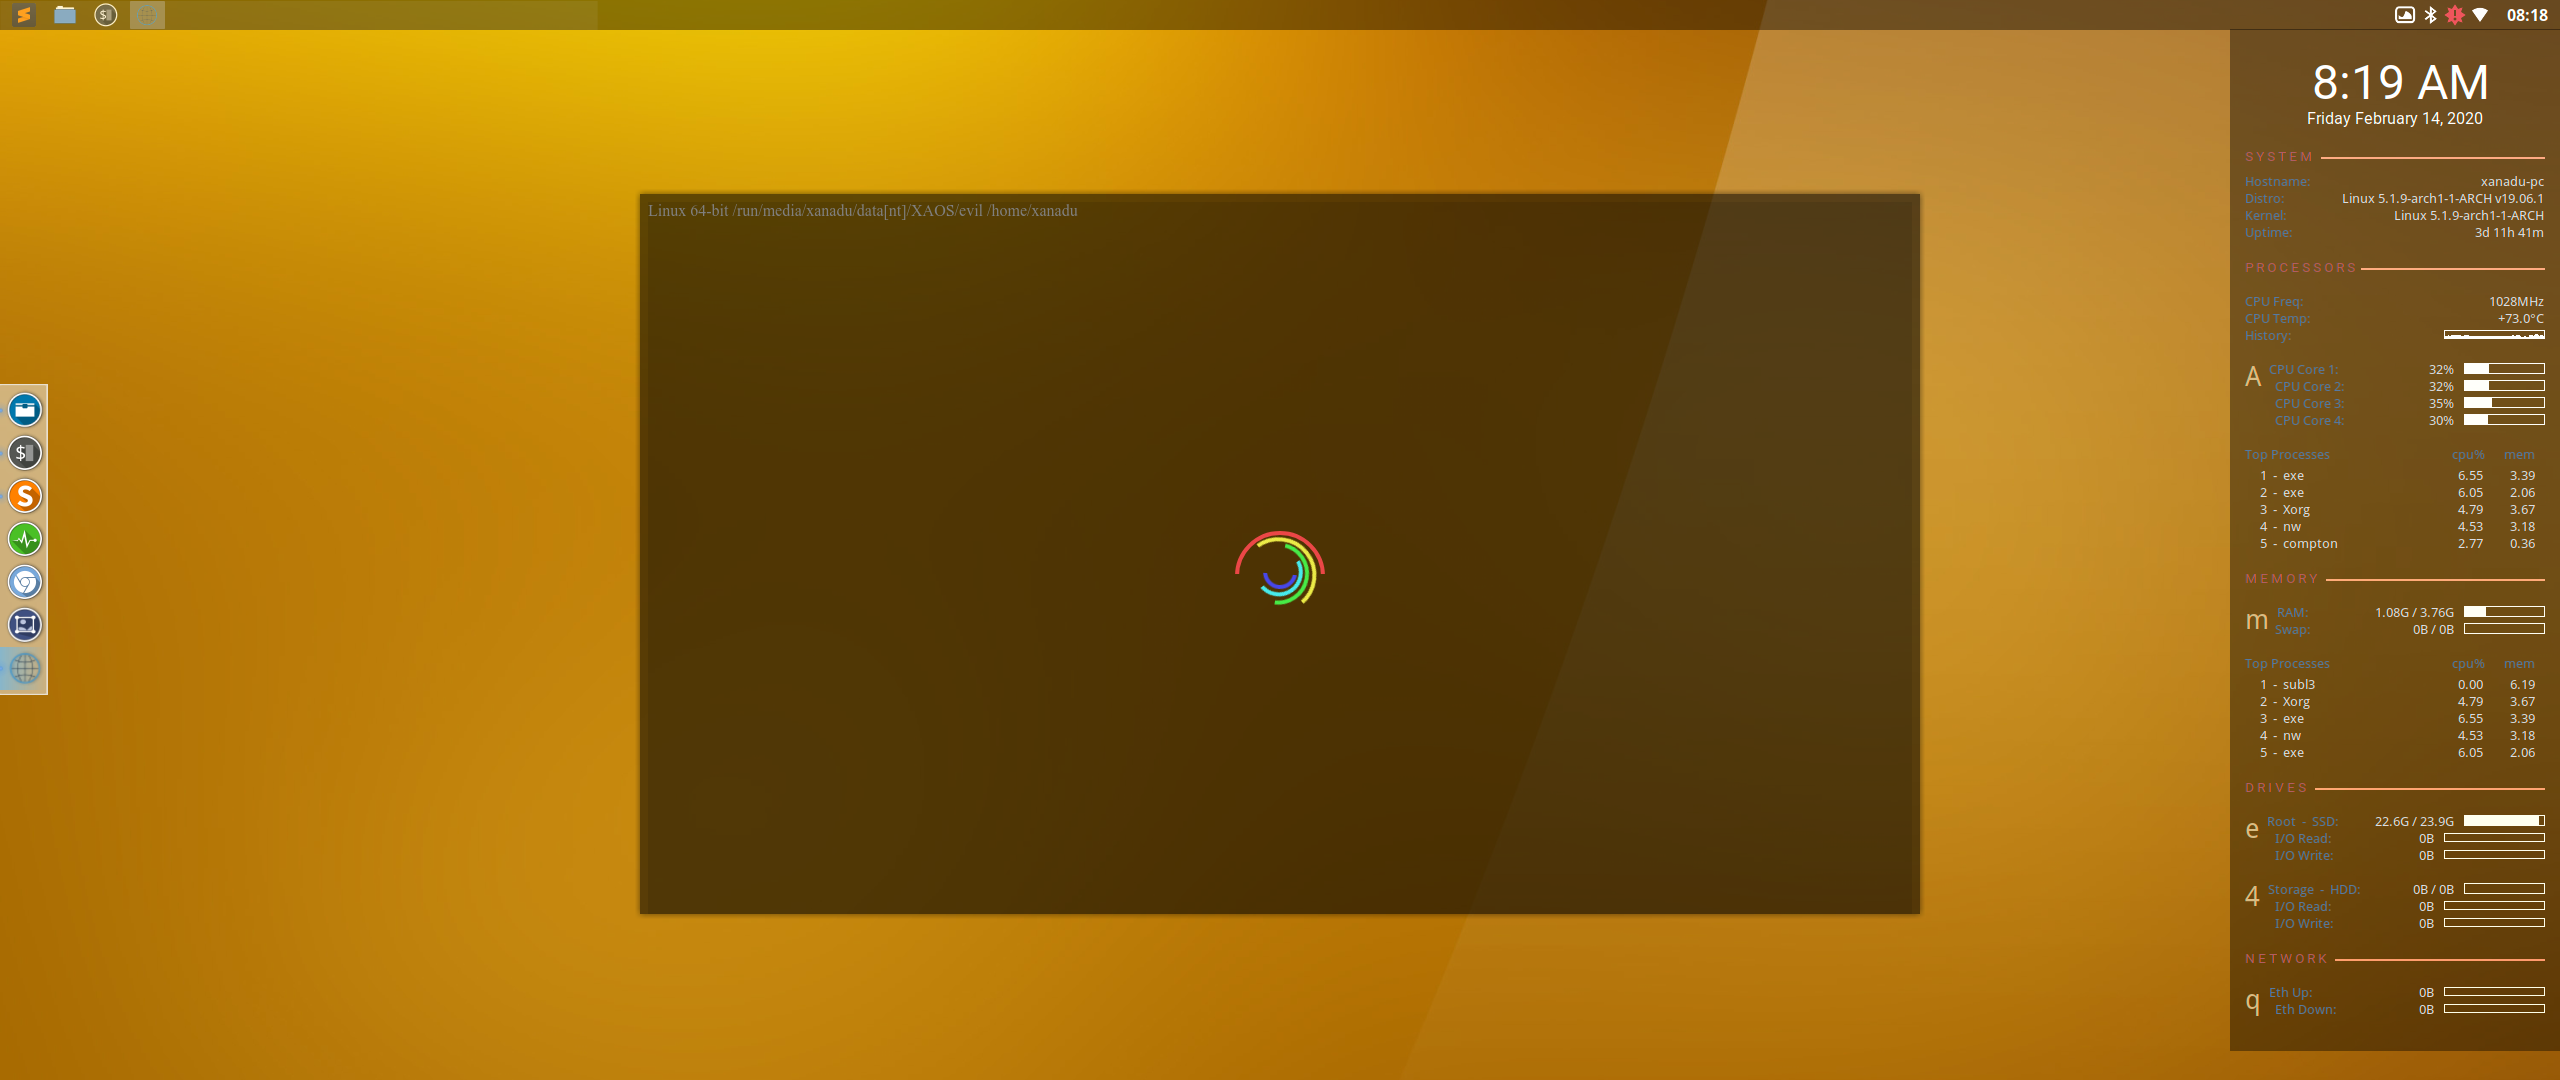 08:18
8:19 AM
Friday February 14, 2020
SYSTEM
Hostname: xanadu-pc
Distro: Linux 5.1.9-arch1-1-ARCH v19.06.1
Kernel: Linux 5.1.9-arch1-1-ARCH
Uptime: 3d 11h 41m
PROCESSORS
CPU Freq: 1028MHz
CPU Temp: +73.0°C
History:
A CPU Core 1: 32%
CPU Core 2: 32%
CPU Core 3: 35%
CPU Core 4: 30%
Top Processes cpu% mem
1 - exe 6.55 3.39
2 - exe 6.05 2.06
3 - Xorg 4.79 3.67
4 - nw 4.53 3.18
5 - compton 2.77 0.36
MEMORY
m RAM: 1.08G / 3.76G
Swap: 0B / 0B
Top Processes cpu% mem
1 - subl3 0.00 6.19
2 - Xorg 4.79 3.67
3 - exe 6.55 3.39
4 - nw 4.53 3.18
5 - exe 6.05 2.06
DRIVES
e Root - SSD: 22.6G / 23.9G
I/O Read: 0B
I/O Write: 0B
4 Storage - HDD: 0B / 0B
I/O Read: 0B
I/O Write: 0B
NETWORK
q Eth Up: 0B
Eth Down: 0B
Linux 64-bit /run/media/xanadu/data[nt]/XAOS/evil /home/xanadu